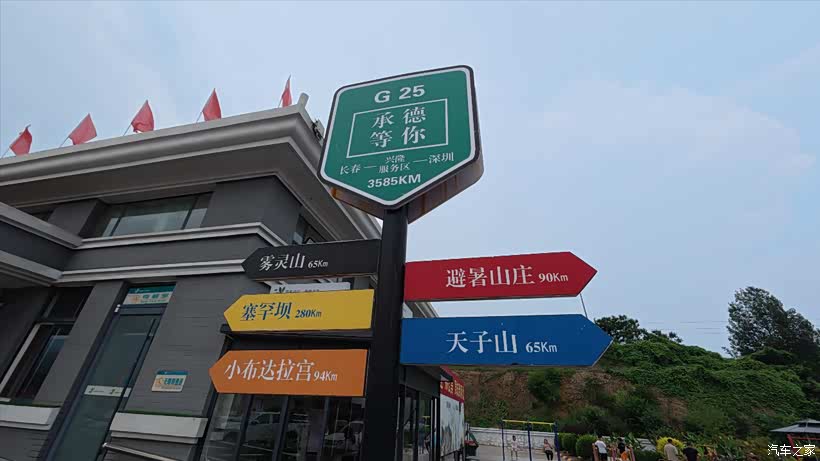 G 25
承德
等你
长春—兴隆服务区—深圳
3585KM
雾灵山 65Km
塞罕坝 280Km
小布达拉宫 94Km
避暑山庄 90Km
天子山 65Km
汽车之家